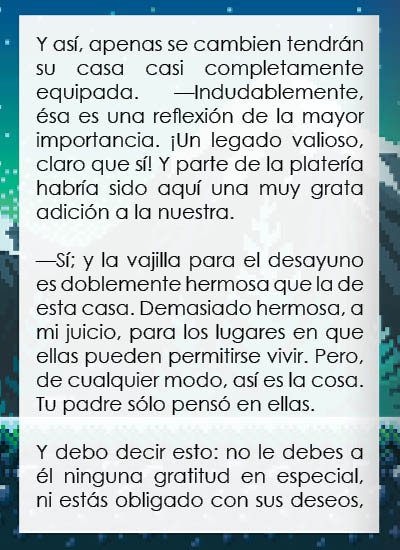 Y así, apenas se cambien tendrán
su casa casi completamente
equipada. —Indudablemente,
ésa es una reflexión de la mayor
importancia. ¡Un legado valioso,
claro que sí! Y parte de la platería
habría sido aquí una muy grata
adición a la nuestra.
—Sí; y la vajilla para el desayuno
es doblemente hermosa que la de
esta casa. Demasiado hermosa, a
mi juicio, para los lugares en que
ellas pueden permitirse vivir. Pero,
de cualquier modo, así es la cosa.
Tu padre sólo pensó en ellas.
Y debo decir esto: no le debes a
él ninguna gratitud en especial,
ni estás obligado con sus deseos,